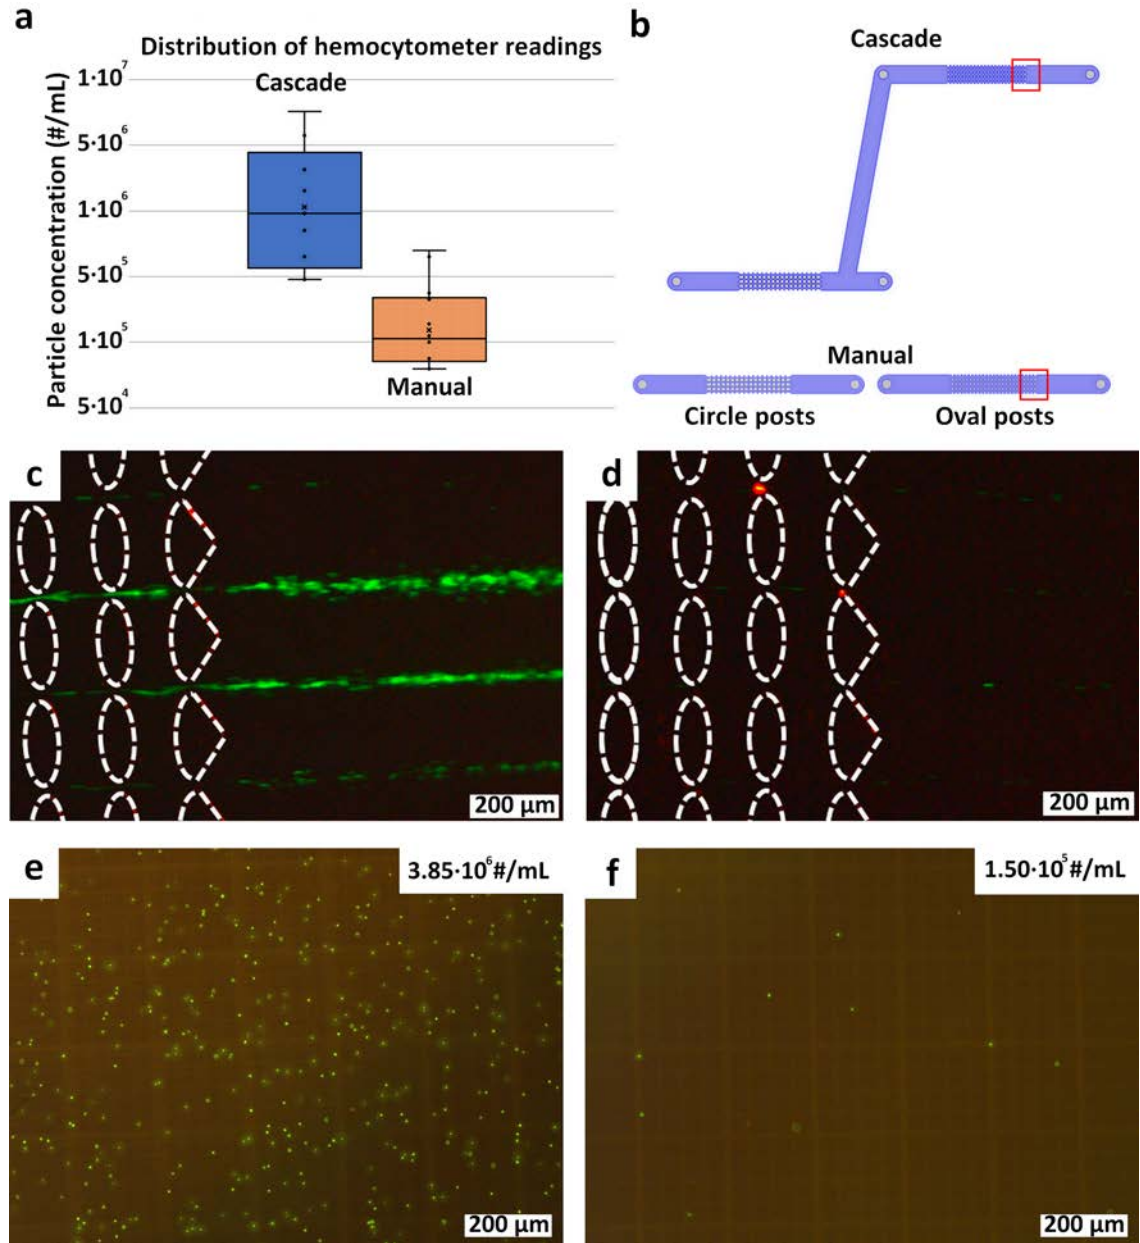 a
Distribution of hemocytometer readings
Cascade
Particle concentration (#/mL)
1·10⁷
5·10⁶
1·10⁶
5·10⁵
1·10⁵
5·10⁴
Manual
b
Cascade
Manual
Circle posts
Oval posts
c
200 µm
d
200 µm
e
3.85·10⁶#/mL
200 µm
f
1.50·10⁵#/mL
200 µm